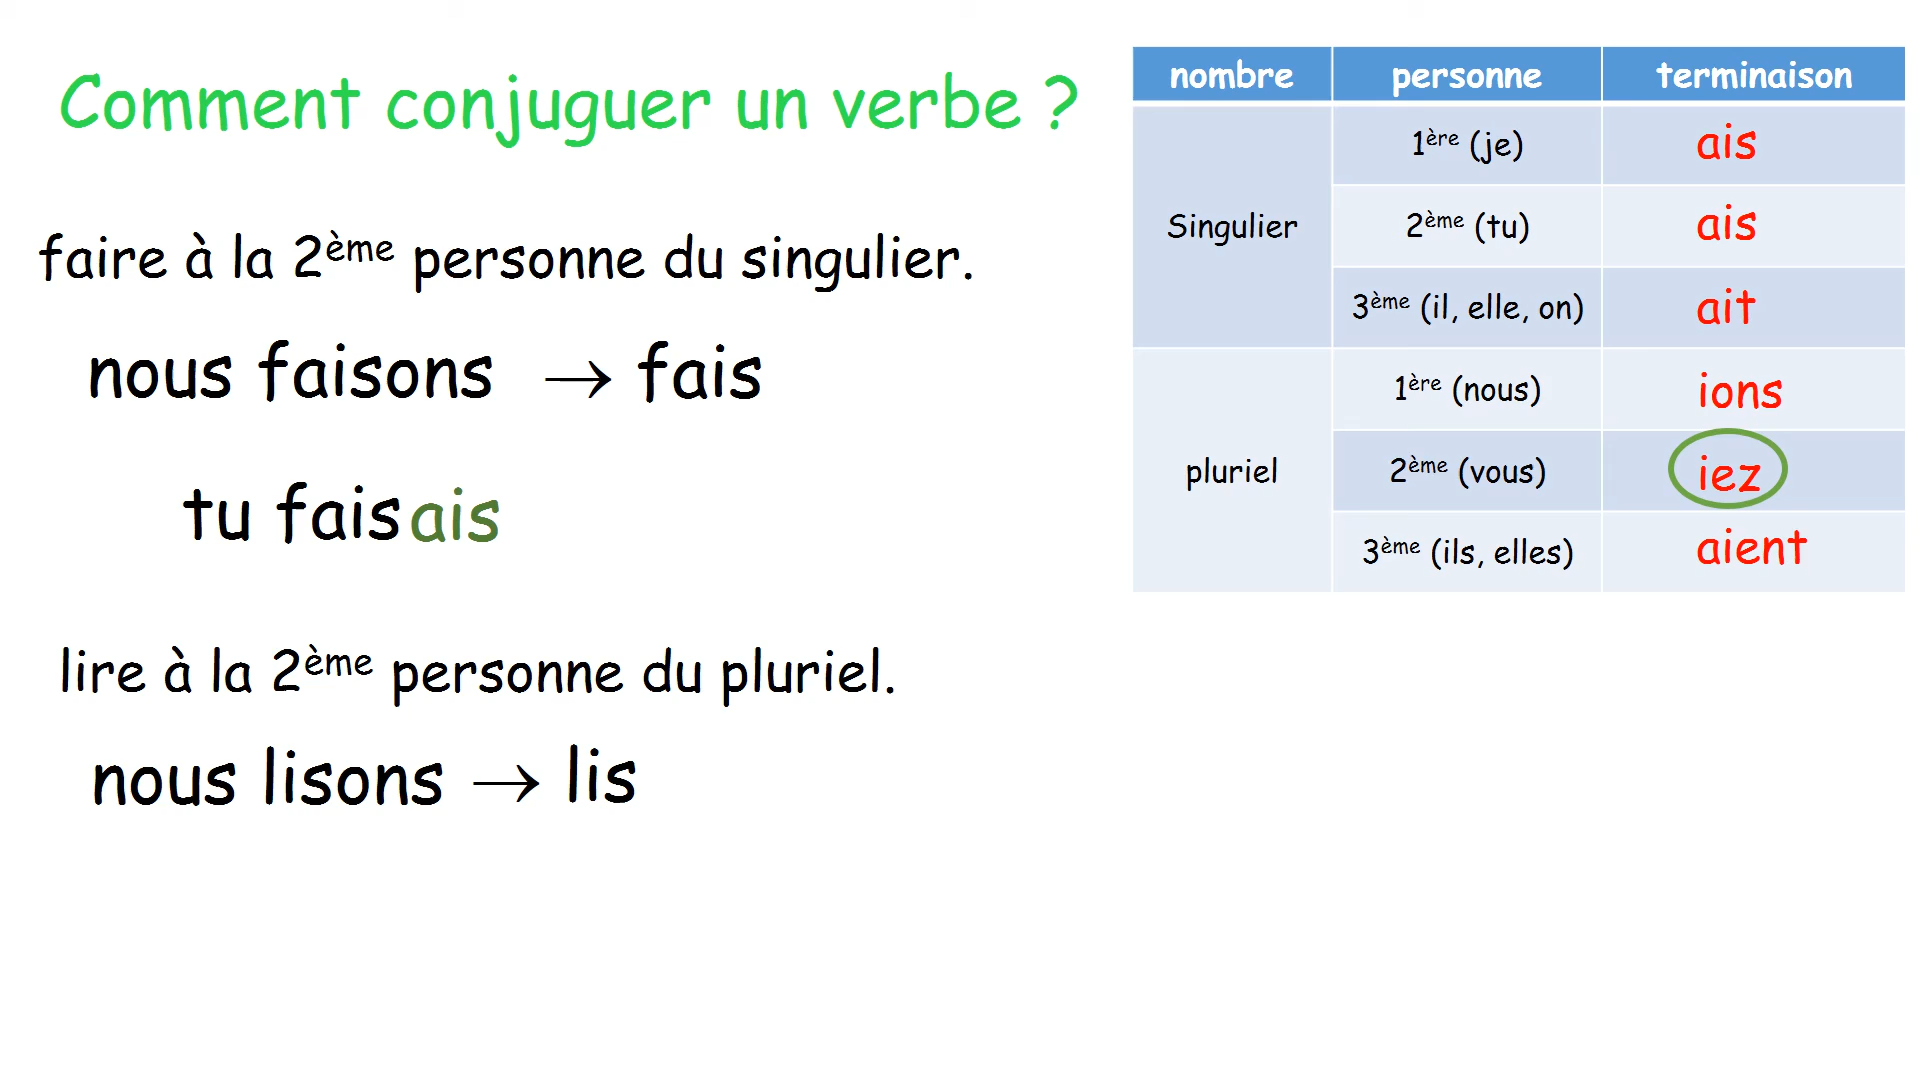 Comment conjuguer un verbe ?
faire à la 2ème personne du singulier.
nous faisons → fais
tu faisais
lire à la 2ème personne du pluriel.
nous lisons → lis
nombre personne terminaison
Singulier
1ère (je) ais
2ème (tu) ais
3ème (il, elle, on) ait
pluriel
1ère (nous) ions
2ème (vous) iez
3ème (ils, elles) aient